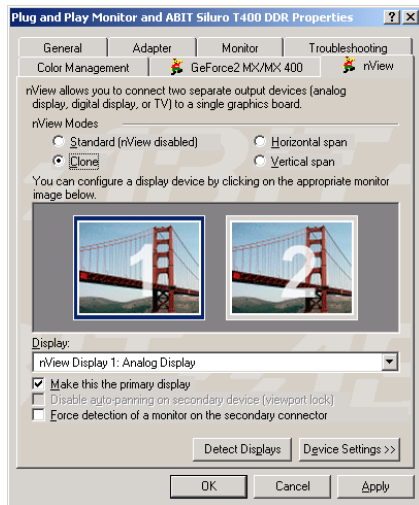 Plug and Play Monitor and ABIT Siluro T400 DDR Properties
General Adapter Monitor Troubleshooting
Color Management GeForce2 MX/MX 400 nView
nView allows you to connect two separate output devices (analog
display, digital display, or TV) to a single graphics board.
nView Modes
Standard (nView disabled) Horizontal span
Clone Vertical span
You can configure a display device by clicking on the appropriate monitor
image below.
1 2
Display:
nView Display 1: Analog Display
Make this the primary display
Disable auto-panning on secondary device (viewport lock)
Force detection of a monitor on the secondary connector
Detect Displays Device Settings >>
OK Cancel Apply